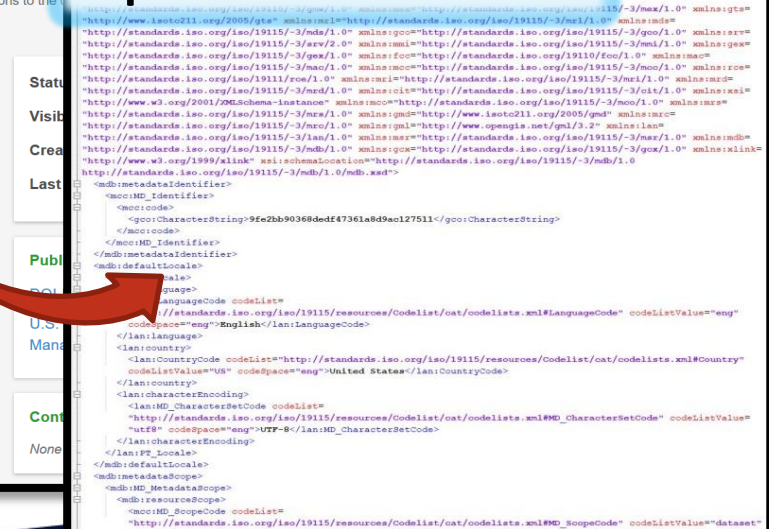 ons to the
Statu
Visib
Crea
Last
Publ
U.S.
Mana
Cont
None
"http://www.isotc211.org/2005/gts" xmlns:mrl="http://standards.iso.org/iso/19115/-3/mrl/1.0" xmlns:mds=
"http://standards.iso.org/iso/19115/-3/mds/1.0" xmlns:gco="http://standards.iso.org/iso/19115/-3/gco/1.0" xmlns:srv=
"http://standards.iso.org/iso/19115/-3/srv/2.0" xmlns:mmi="http://standards.iso.org/iso/19115/-3/mmi/1.0" xmlns:gex=
"http://standards.iso.org/iso/19115/-3/gex/1.0" xmlns:fcc="http://standards.iso.org/iso/19110/fcc/1.0" xmlns:mac=
"http://standards.iso.org/iso/19115/-3/mac/1.0" xmlns:mcc="http://standards.iso.org/iso/19115/-3/mcc/1.0" xmlns:rce=
"http://standards.iso.org/iso/19111/rce/1.0" xmlns:mri="http://standards.iso.org/iso/19115/-3/mri/1.0" xmlns:mrd=
"http://standards.iso.org/iso/19115/-3/mrd/1.0" xmlns:cit="http://standards.iso.org/iso/19115/-3/cit/1.0" xmlns:xsi=
"http://www.w3.org/2001/XMLSchema-instance" xmlns:mco="http://standards.iso.org/iso/19115/-3/mco/1.0" xmlns:mrs=
"http://standards.iso.org/iso/19115/-3/mrs/1.0" xmlns:gmd="http://www.isotc211.org/2005/gmd" xmlns:mrc=
"http://standards.iso.org/iso/19115/-3/mrc/1.0" xmlns:gml="http://www.opengis.net/gml/3.2" xmlns:lan=
"http://standards.iso.org/iso/19115/-3/lan/1.0" xmlns:msr="http://standards.iso.org/iso/19115/-3/msr/1.0" xmlns:mdb=
"http://standards.iso.org/iso/19115/-3/mdb/1.0" xmlns:gcx="http://standards.iso.org/iso/19115/-3/gcx/1.0" xmlns:xlink=
"http://www.w3.org/1999/xlink" xsi:schemaLocation="http://standards.iso.org/iso/19115/-3/mdb/1.0
http://standards.iso.org/iso/19115/-3/mdb/1.0/mdb.xsd">
<mdb:metadataIdentifier>
<mcc:MD_Identifier>
<mcc:code>
<gco:CharacterString>9fe2bb90368dedf47361a8d9ac127511</gco:CharacterString>
</mcc:code>
</mcc:MD_Identifier>
</mdb:metadataIdentifier>
<mdb:defaultLocale>
cale>
guage>
LanguageCode codeList=
://standards.iso.org/iso/19115/resources/Codelist/cat/codelists.xml#LanguageCode" codeListValue="eng"
codeSpace="eng">English</lan:LanguageCode>
</lan:language>
<lan:country>
<lan:CountryCode codeList="http://standards.iso.org/iso/19115/resources/Codelist/cat/codelists.xml#Country"
codeListValue="US" codeSpace="eng">United States</lan:CountryCode>
</lan:country>
<lan:characterEncoding>
<lan:MD_CharacterSetCode codeList=
"http://standards.iso.org/iso/19115/resources/Codelist/cat/codelists.xml#MD_CharacterSetCode" codeListValue=
"utf8" codeSpace="eng">UTF-8</lan:MD_CharacterSetCode>
</lan:characterEncoding>
</lan:PT_Locale>
</mdb:defaultLocale>
<mdb:metadataScope>
<mdb:MD_MetadataScope>
<mdb:resourceScope>
<mcc:MD_ScopeCode codeList=
"http://standards.iso.org/iso/19115/resources/Codelist/cat/codelists.xml#MD_ScopeCode" codeListValue="dataset"